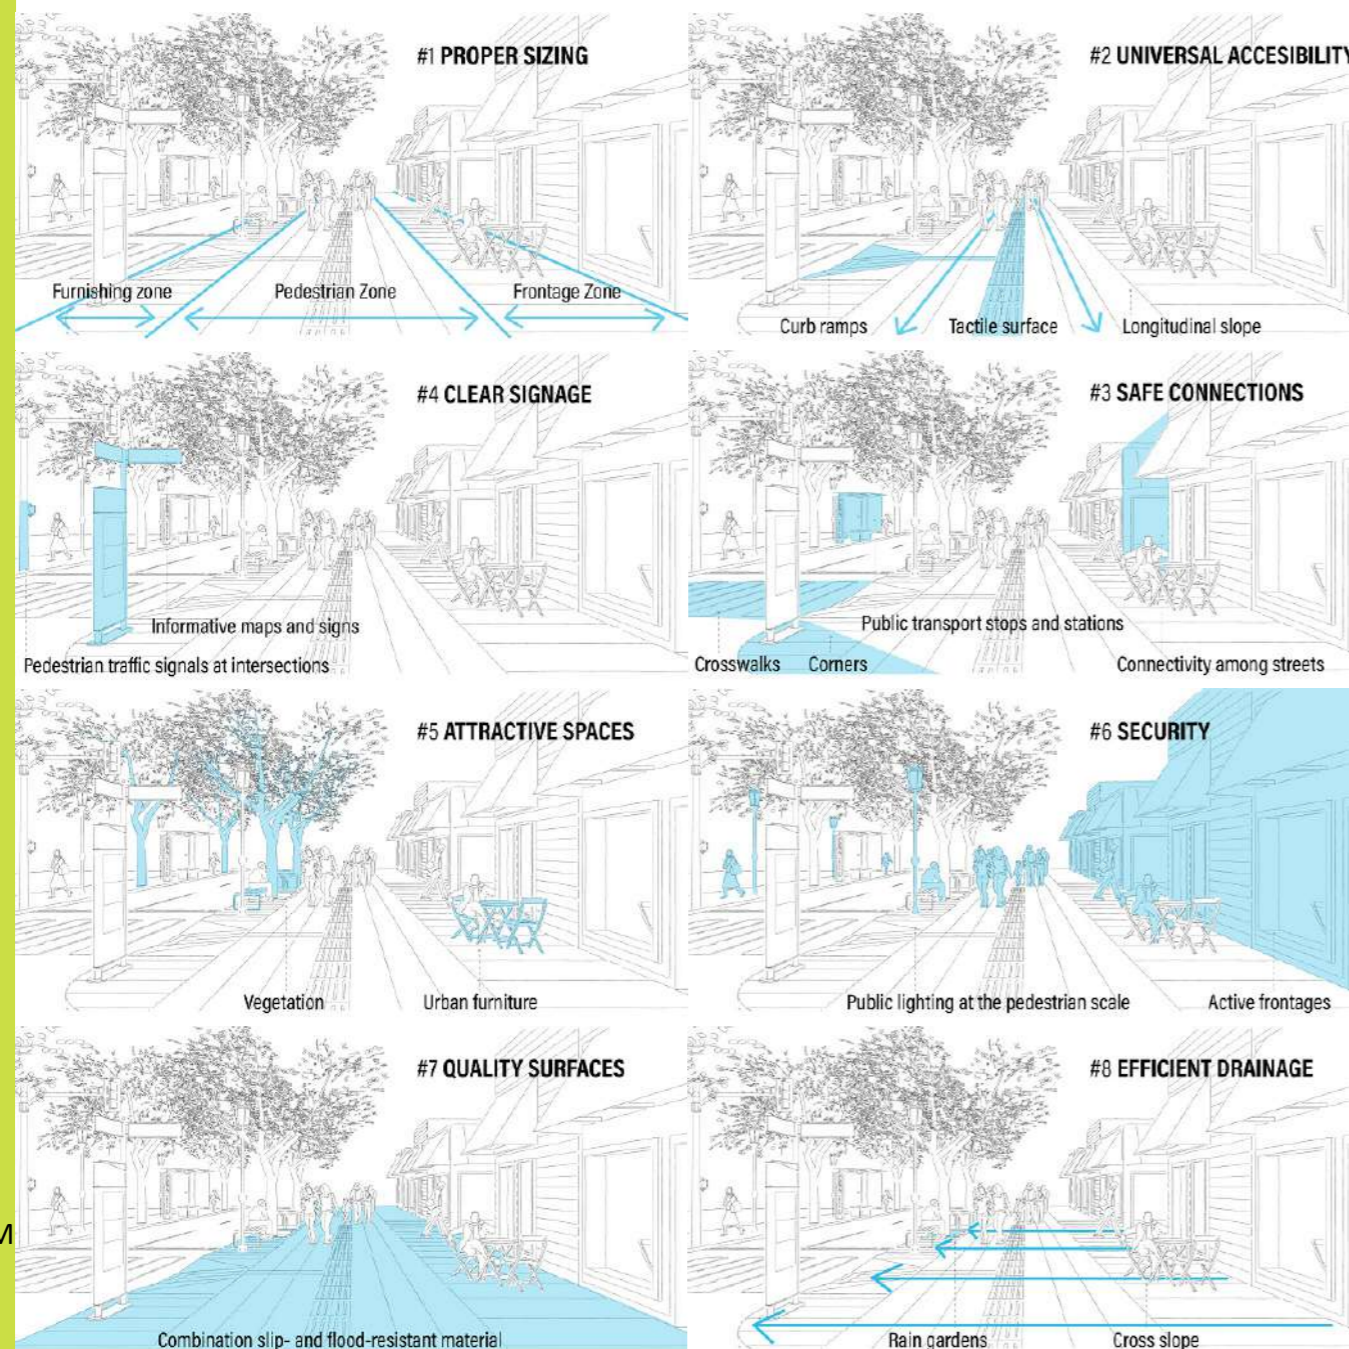 #1 PROPER SIZING
Furnishing zone
Pedestrian Zone
Frontage Zone
#2 UNIVERSAL ACCESIBILITY
Curb ramps
Tactile surface
Longitudinal slope
#4 CLEAR SIGNAGE
Informative maps and signs
Pedestrian traffic signals at intersections
#3 SAFE CONNECTIONS
Public transport stops and stations
Crosswalks
Corners
Connectivity among streets
#5 ATTRACTIVE SPACES
Vegetation
Urban furniture
#6 SECURITY
Public lighting at the pedestrian scale
Active frontages
M
#7 QUALITY SURFACES
Combination slip- and flood-resistant material
#8 EFFICIENT DRAINAGE
Rain gardens
Cross slope